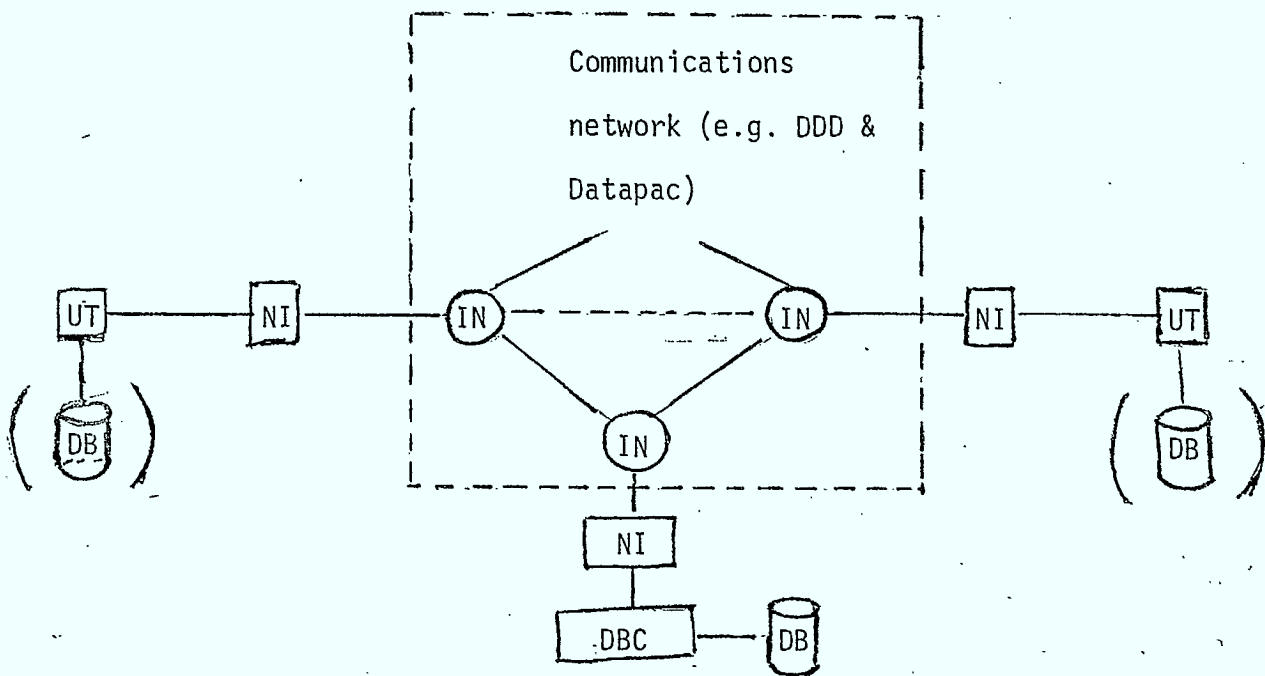 Communications
network (e.g. DDD &
Datapac)
UT NI IN IN NI UT
DB IN DB
NI
DBC DB